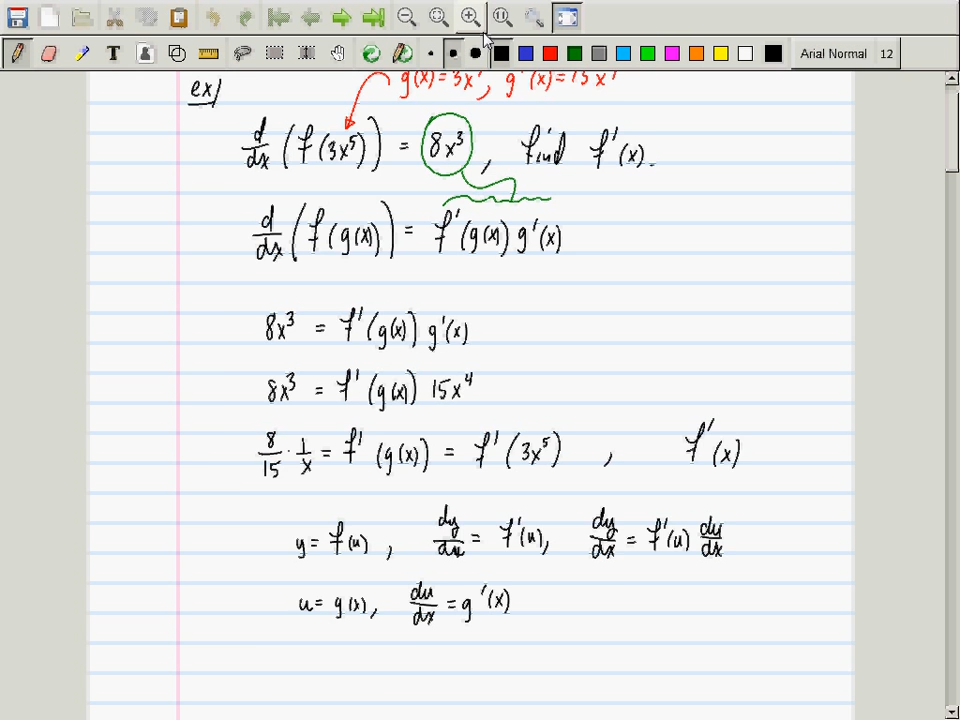 T
Arial Normal 12
g(x) = 3x⁵, g'(x) = 15x⁴
ex/
d/dx (f(3x⁵)) = 8x³, find f'(x).
d/dx (f(g(x))) = f'(g(x)) g'(x)
8x³ = f'(g(x)) g'(x)
8x³ = f'(g(x)) 15x⁴
8/15 · 1/x = f'(g(x)) = f'(3x⁵) , f'(x)
y = f(u), dy/du = f'(u), dy/dx = f'(u) du/dx
u = g(x), du/dx = g'(x)